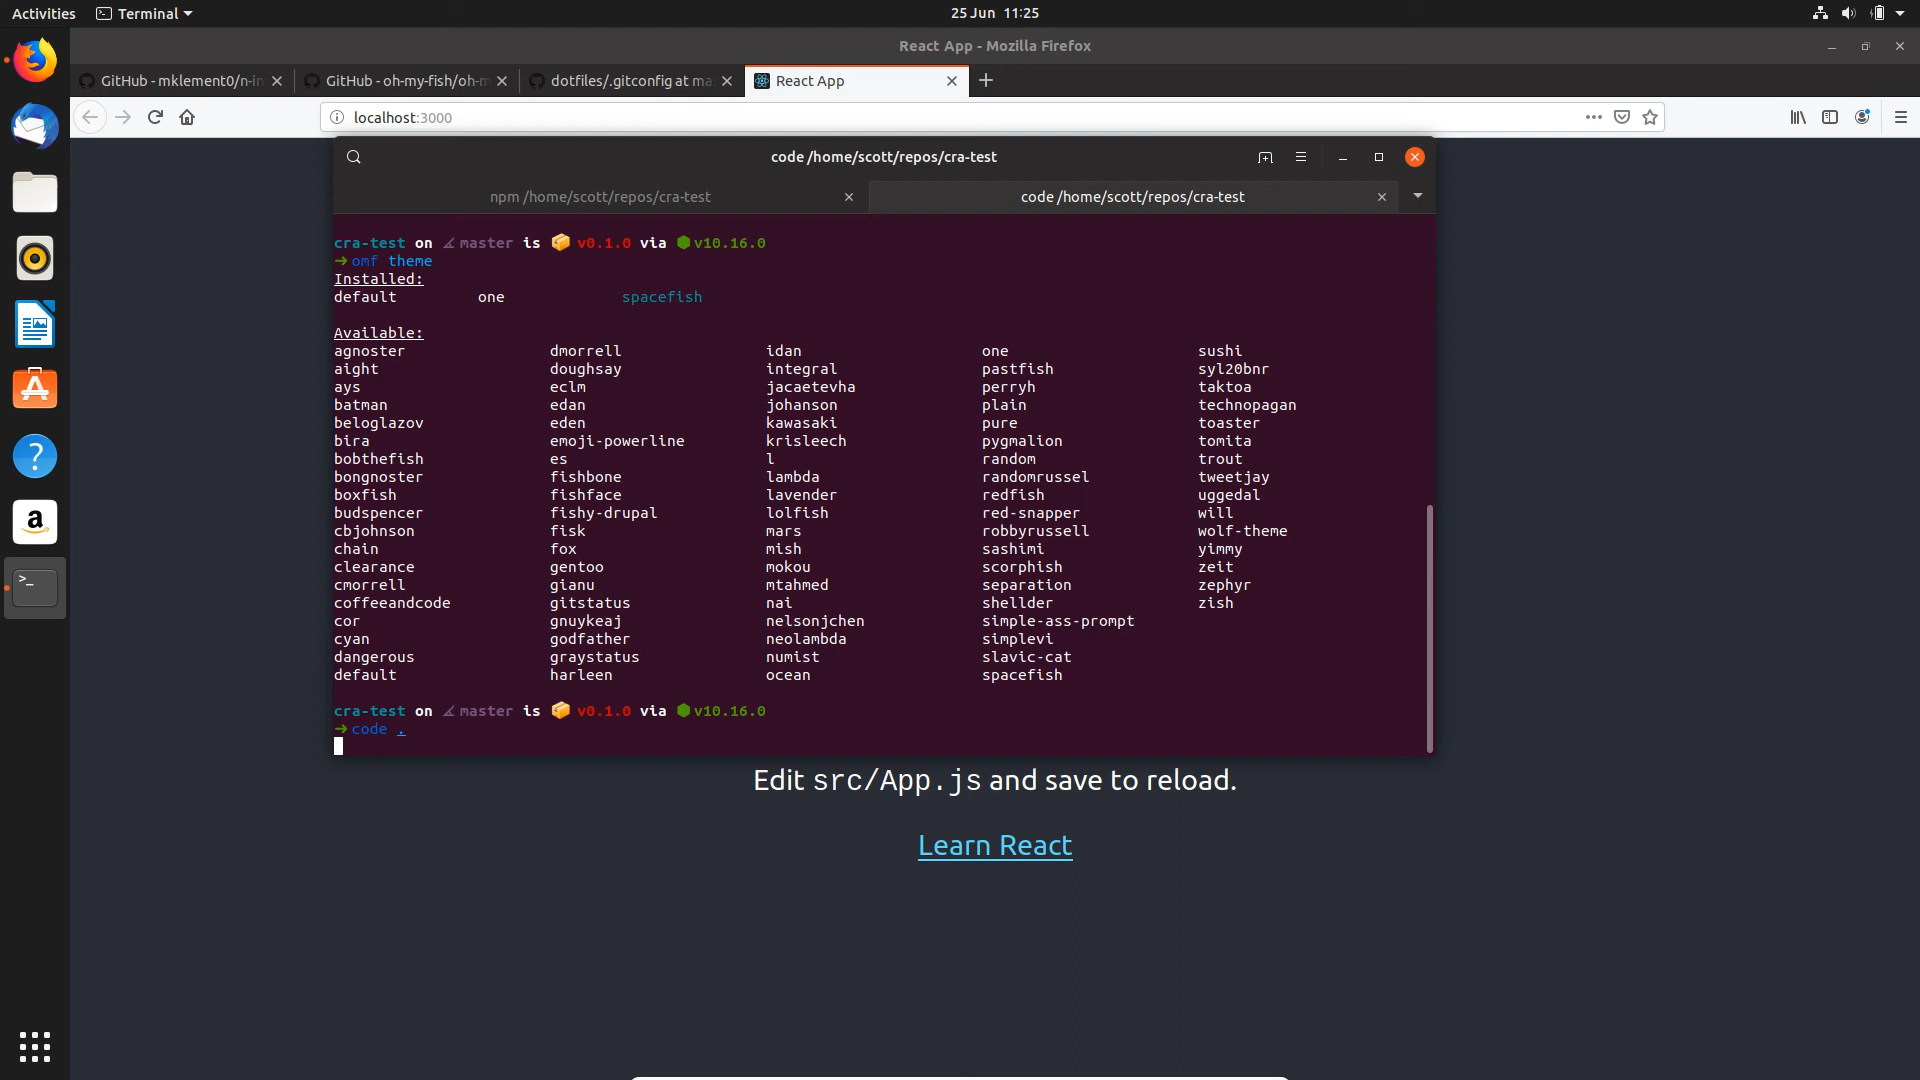 Activities Terminal 25 Jun 11:25
React App - Mozilla Firefox
GitHub - mklement0/n-in GitHub - oh-my-fish/oh-m dotfiles/.gitconfig at ma React App
localhost:3000
code /home/scott/repos/cra-test
npm /home/scott/repos/cra-test code /home/scott/repos/cra-test
cra-test on master is v0.1.0 via v10.16.0
➜ omf theme
Installed:
default one spacefish
Available:
agnoster dmorrell idan one sushi
aight doughsay integral pastfish syl20bnr
ays eclm jacaetevha perryh taktoa
batman edan johanson plain technopagan
beloglazov eden kawasaki pure toaster
bira emoji-powerline krisleech pygmalion tomita
bobthefish es l random trout
bongnoster fishbone lambda randomrussel tweetjay
boxfish fishface lavender redfish uggedal
budspencer fishy-drupal lolfish red-snapper will
cbjohnson fisk mars robbyrussell wolf-theme
chain fox mish sashimi yimmy
clearance gentoo mokou scorphish zeit
cmorrell gianu mtahmed separation zephyr
coffeeandcode gitstatus nai shellder zish
cor gnuykeaj nelsonjchen simple-ass-prompt
cyan godfather neolambda simplevi
dangerous graystatus numist slavic-cat
default harleen ocean spacefish
cra-test on master is v0.1.0 via v10.16.0
➜ code .
Edit src/App.js and save to reload.
Learn React